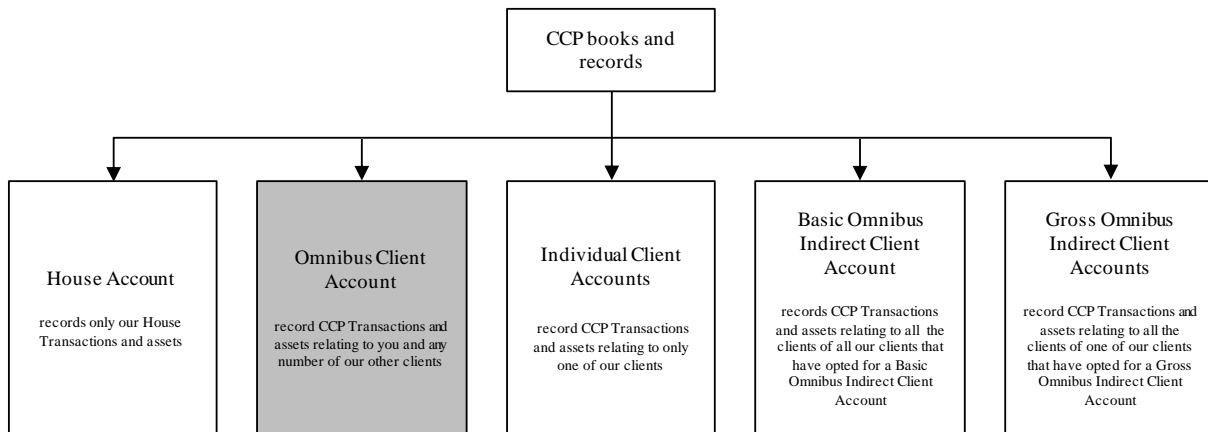 CCP books and
records
House Account
records only our House
Transactions and assets
Omnibus Client
Account
record CCP Transactions and
assets relating to you and any
number of our other clients
Individual Client
Accounts
record CCP Transactions
and assets relating to only
one of our clients
Basic Omnibus
Indirect Client
Account
records CCP Transactions
and assets relating to all the
clients of all our clients that
have opted for a Basic
Omnibus Indirect Client
Account
Gross Omnibus
Indirect Client
Accounts
record CCP Transactions and
assets relating to all the
clients of one of our clients
that have opted for a Gross
Omnibus Indirect Client
Account